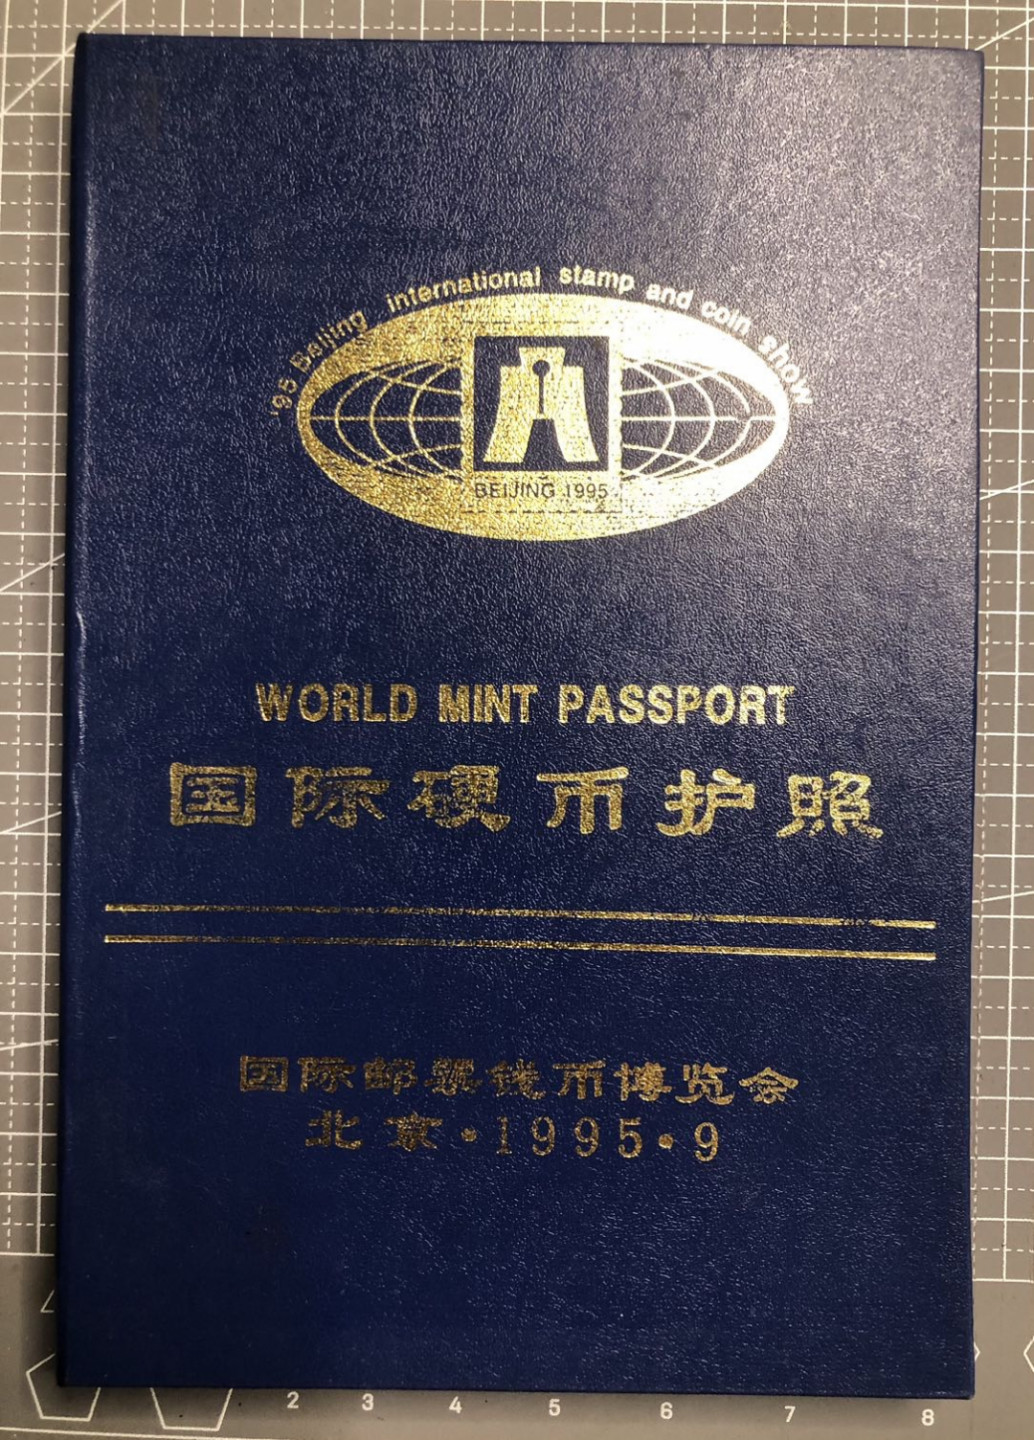 '95 Beijing international stamp and coin show
BEIJING 1995
WORLD MINT PASSPORT
国际硬币护照
国际邮票钱币博览会
北京·1995·9
2 3 4 5 6 7 8